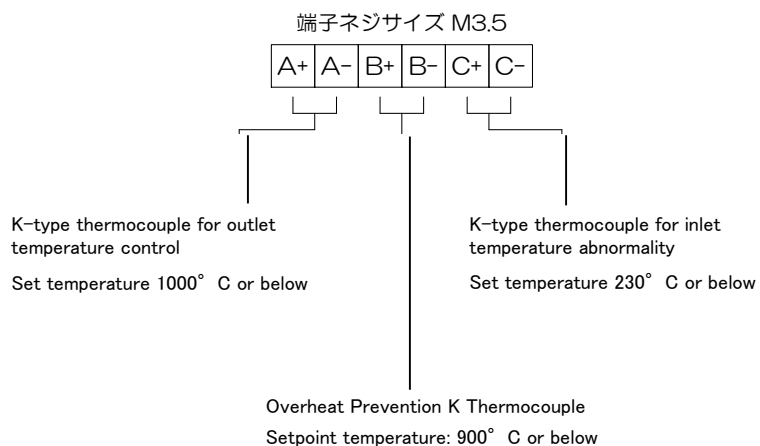 端子ネジサイズ M3.5
A+ A- B+ B- C+ C-
K-type thermocouple for outlet
temperature control
Set temperature 1000° C or below
K-type thermocouple for inlet
temperature abnormality
Set temperature 230° C or below
Overheat Prevention K Thermocouple
Setpoint temperature: 900° C or below